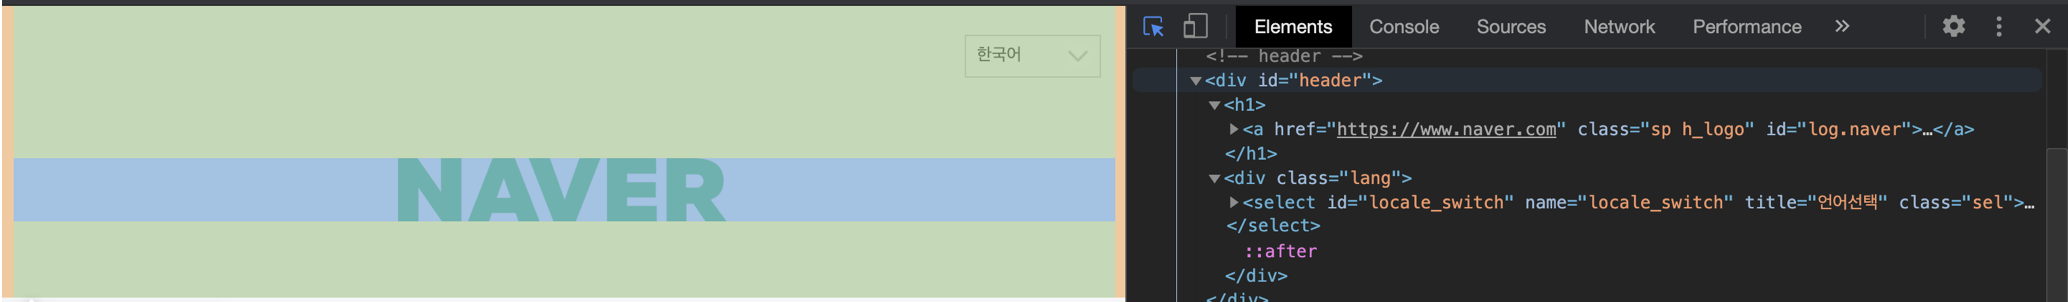 한국어
NAVER
Elements Console Sources Network Performance »
<!-- header -->
<div id="header">
<h1>
<a href="https://www.naver.com" class="sp h_logo" id="log.naver">…</a>
</h1>
<div class="lang">
<select id="locale_switch" name="locale_switch" title="언어선택" class="sel">…
</select>
::after
</div>
</div>